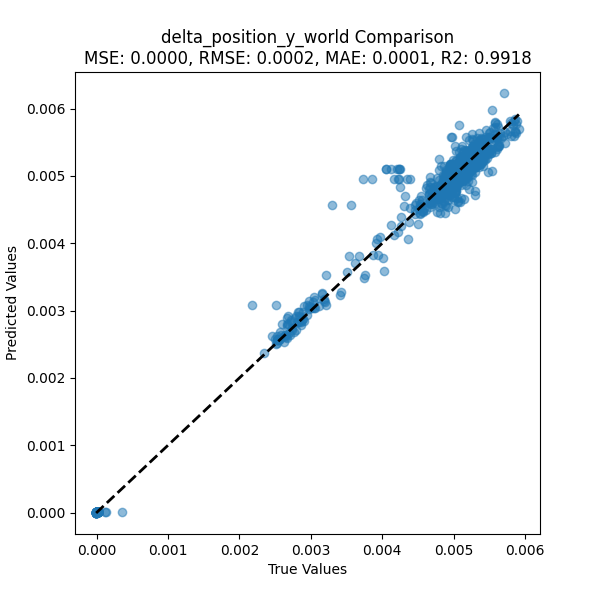 delta_position_y_world Comparison
MSE: 0.0000, RMSE: 0.0002, MAE: 0.0001, R2: 0.9918
0.006
0.005
0.004
0.003
0.002
0.001
0.000
Predicted Values
0.000 0.001 0.002 0.003 0.004 0.005 0.006
True Values